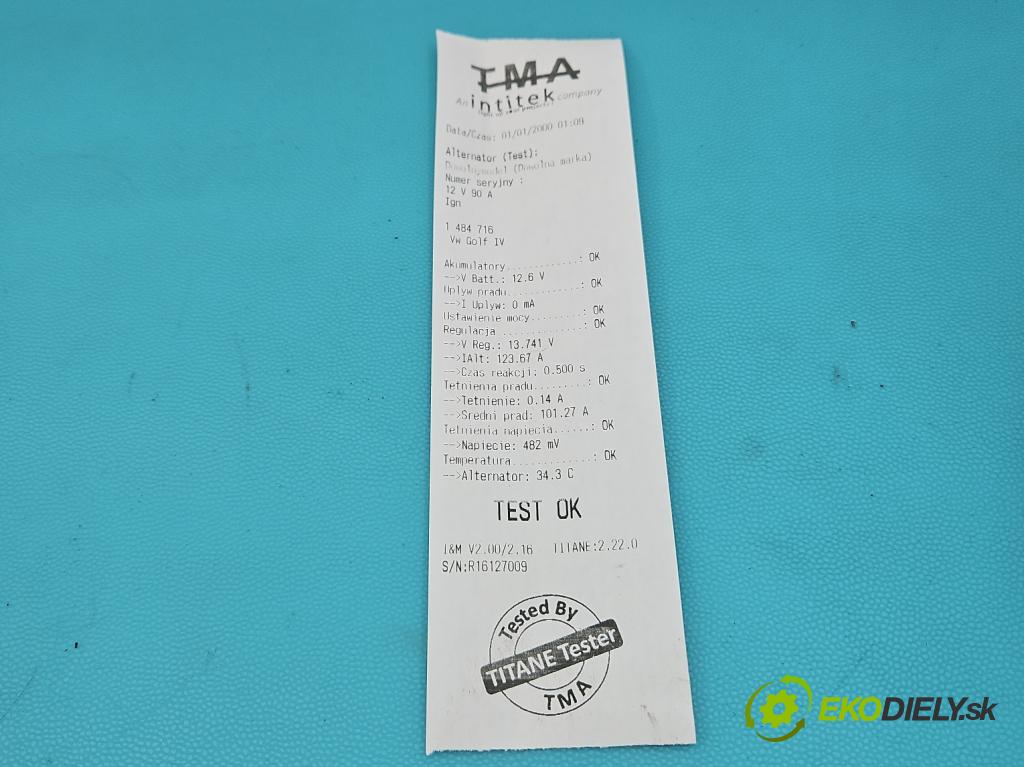 TMA
An intitek company
Data/Czas: 01/01/2000 01:09
Alternator (Test):
(Dowolna marka)
Numer seryjny :
12 V 90 A
Ign
1 484 716
Vw Golf IV
Akumulatory............: OK
-->V Batt.: 12.6 V
Uplyw pradu............: OK
-->I Uplyw: 0 mA
Ustawienie mocy........: OK
Regulacja..............: OK
-->V Reg.: 13.741 V
-->IAlt: 123.67 A
-->Czas reakcji: 0.500 s
Tetnienia pradu.........: OK
-->Tetnienie: 0.14 A
-->Sredni prad: 101.27 A
Tetnienia napiecia......: OK
-->Napiecie: 482 mV
Temperatura............: OK
-->Alternator: 34.3 C
TEST OK
I&M V2.00/2.16 TITANE:2.22.0
S/N:R16127009
Tested By
TITANE Tester
TMA
EKODIELY.sk